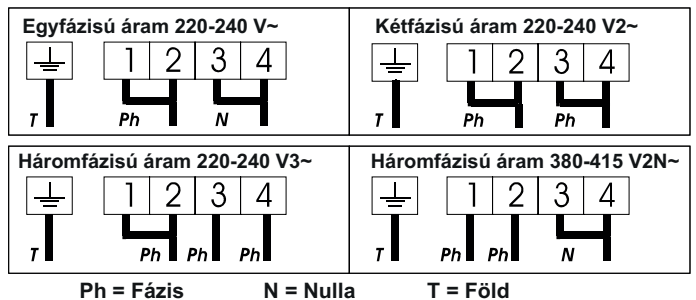 Egyfázisú áram 220-240 V~
1 2 3 4
T Ph N
Kétfázisú áram 220-240 V2~
1 2 3 4
T Ph Ph
Háromfázisú áram 220-240 V3~
1 2 3 4
T Ph Ph Ph
Háromfázisú áram 380-415 V2N~
1 2 3 4
T Ph Ph N
Ph = Fázis N = Nulla T = Föld